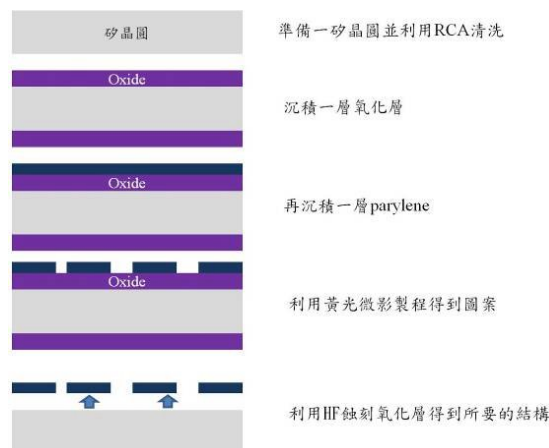 矽晶圓
準備一矽晶圓並利用RCA清洗
Oxide
沉積一層氧化層
Oxide
再沉積一層parylene
Oxide
利用黃光微影製程得到圖案
利用HF蝕刻氧化層得到所要的結構